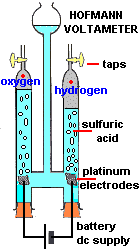 HOFMANN
VOLTAMETER
taps
oxygen
hydrogen
sulfuric
acid
platinum
electrodes
battery
dc supply